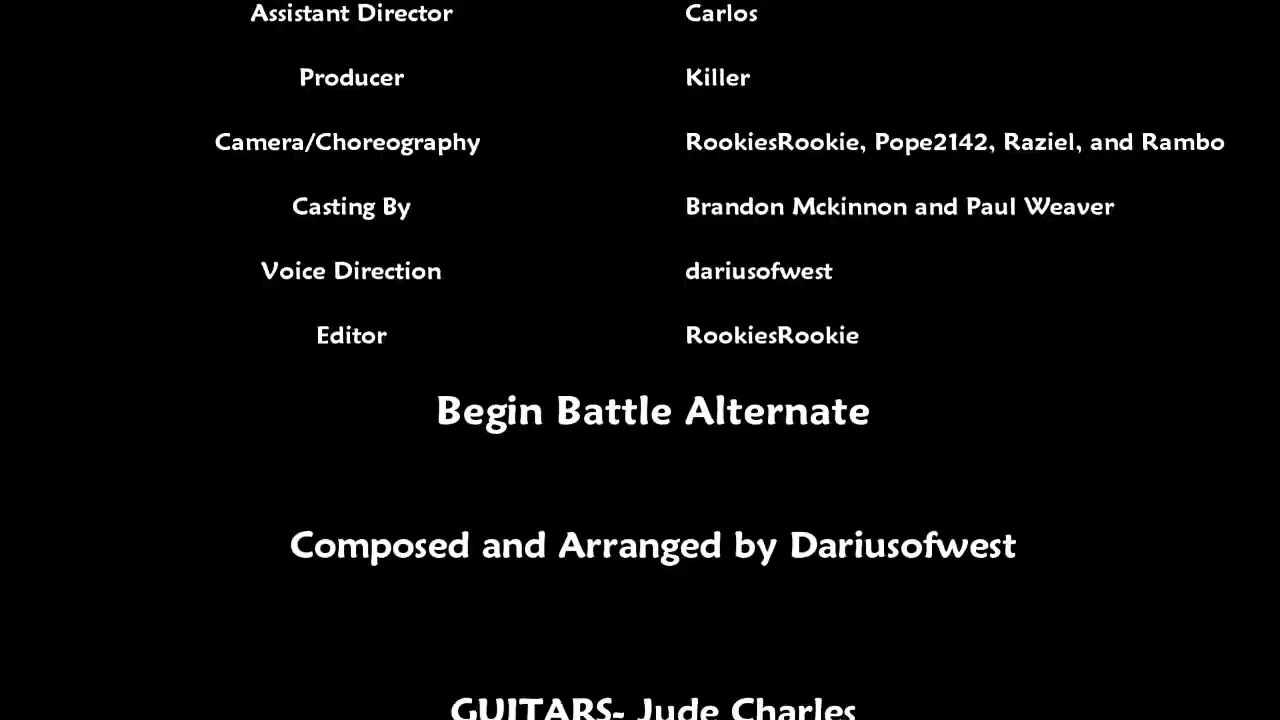 Assistant Director Carlos
Producer Killer
Camera/Choreography RookiesRookie, Pope2142, Raziel, and Rambo
Casting By Brandon Mckinnon and Paul Weaver
Voice Direction dariusofwest
Editor RookiesRookie
Begin Battle Alternate
Composed and Arranged by Dariusofwest
GUITARS- Jude Charles